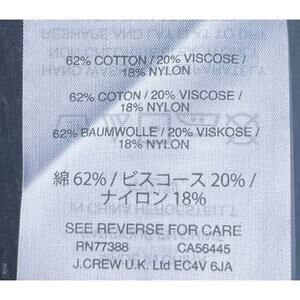 62% COTTON / 20% VISCOSE /
18% NYLON
62% COTON / 20% VISCOSE /
18% NYLON
62% BAUMWOLLE / 20% VISKOSE /
18% NYLON
綿 62% / ビスコース 20% /
ナイロン 18%
SEE REVERSE FOR CARE
RN77388 CA56445
J.CREW U.K. Ltd EC4V 6JA